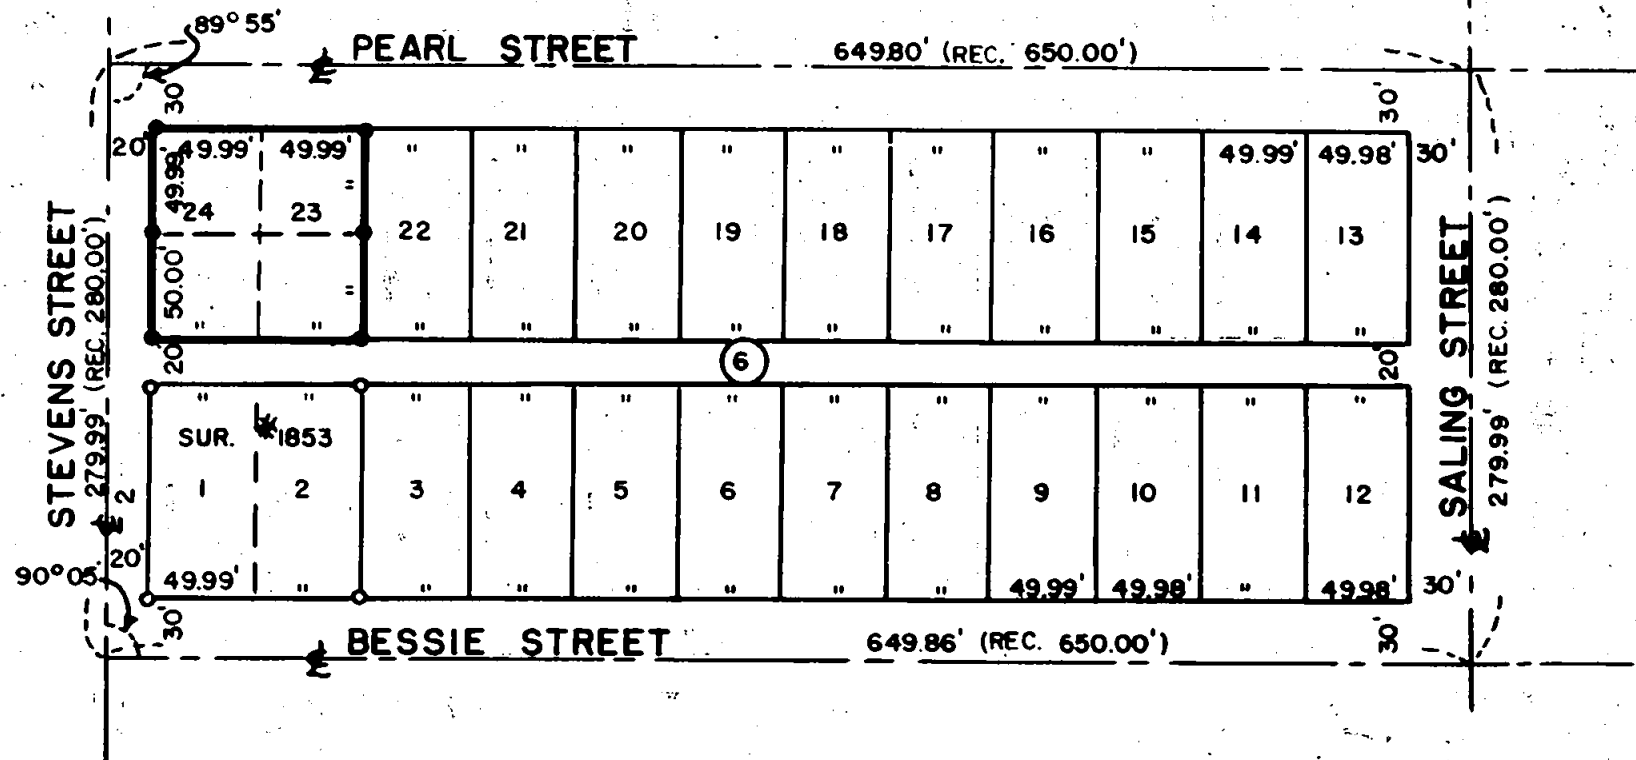 89°55'
PEARL STREET 649.80' (REC. 650.00')
30' 30'
20' 49.99' 49.99' " " " " " " " " 49.99' 49.98' 30'
49.99' "
24 23 22 21 20 19 18 17 16 15 14 13
50.00' "
" " " " " " " " " " " "
20' 6 20'
" " " " " " " " " " " "
SUR. 1853
1 2 3 4 5 6 7 8 9 10 11 12
STEVENS STREET
279.99' (REC. 280.00')
2
SALING STREET
279.99' (REC. 280.00')
20' 49.99' " " " " " " " 49.99' 49.98' " 49.98' 30'
90°05'
30' 30'
BESSIE STREET 649.86' (REC. 650.00')